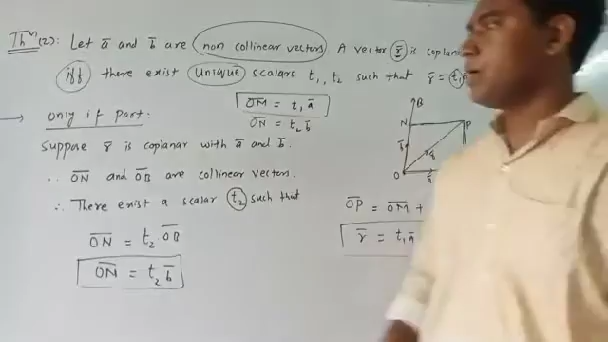 Th^m(2): Let ā and b̄ are non collinear vectors A vector r̄ is coplana
iff there exist unique scalars t₁, t₂ such that r̄ = t₁
→ only if part:
Suppose r̄ is coplanar with ā and b̄.
∴ ON and OB are collinear vectors.
∴ There exist a scalar t₂ such that
ON = t₂ OB
ON = t₂ b̄
OM = t₁ ā
ON = t₂ b̄
B
N
P
b̄
r̄
O
ā
OP = OM +
r̄ = t₁ ā